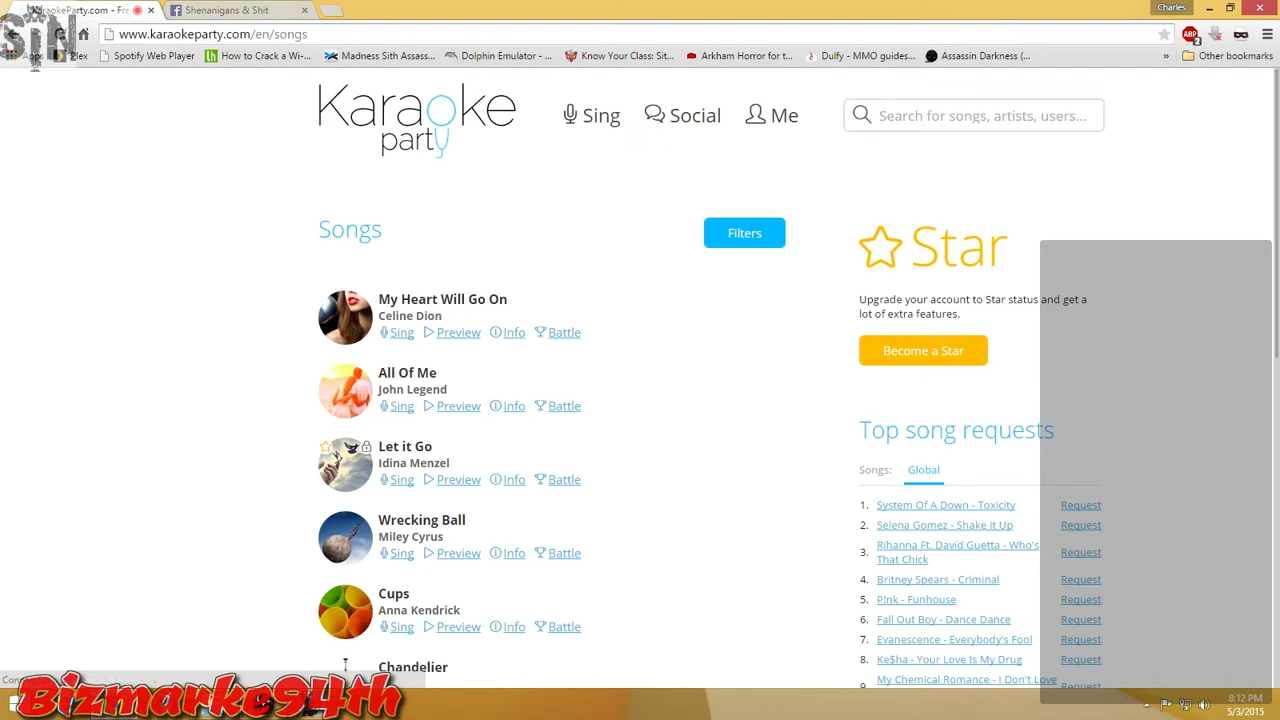 KaraokeParty.com - Fre
Shenanigans & Shit
Charles
www.karaokeparty.com/en/songs
Apps
Plex
Spotify Web Player
How to Crack a Wi-...
Madness Sith Assass...
Dolphin Emulator - ...
Know Your Class: Sit...
Arkham Horror for t...
Dulfy - MMO guides...
Assassin Darkness (...
»
Other bookmarks
ABP
2
STN
Karaoke
party
Sing
Social
Me
Search for songs, artists, users...
Songs
Filters
My Heart Will Go On
Celine Dion
Sing Preview Info Battle
All Of Me
John Legend
Sing Preview Info Battle
Let it Go
Idina Menzel
Sing Preview Info Battle
Wrecking Ball
Miley Cyrus
Sing Preview Info Battle
Cups
Anna Kendrick
Sing Preview Info Battle
Chandelier
Star
Upgrade your account to Star status and get a
lot of extra features.
Become a Star
Top song requests
Songs: Global
1. System Of A Down - Toxicity Request
2. Selena Gomez - Shake It Up Request
3. Rihanna Ft. David Guetta - Who's
That Chick Request
4. Britney Spears - Criminal Request
5. P!nk - Funhouse Request
6. Fall Out Boy - Dance Dance Request
7. Evanescence - Everybody's Fool Request
8. Ke$ha - Your Love Is My Drug Request
9. My Chemical Romance - I Don't Love Request
Bizmarke94th
8:12 PM
5/3/2015